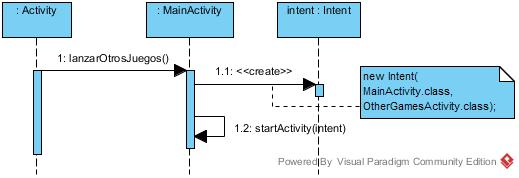 : Activity
: MainActivity
intent : Intent
1: lanzarOtrosJuegos()
1.1: <<create>>
new Intent(
MainActivity.class,
OtherGamesActivity.class);
1.2: startActivity(intent)
Powered By Visual Paradigm Community Edition